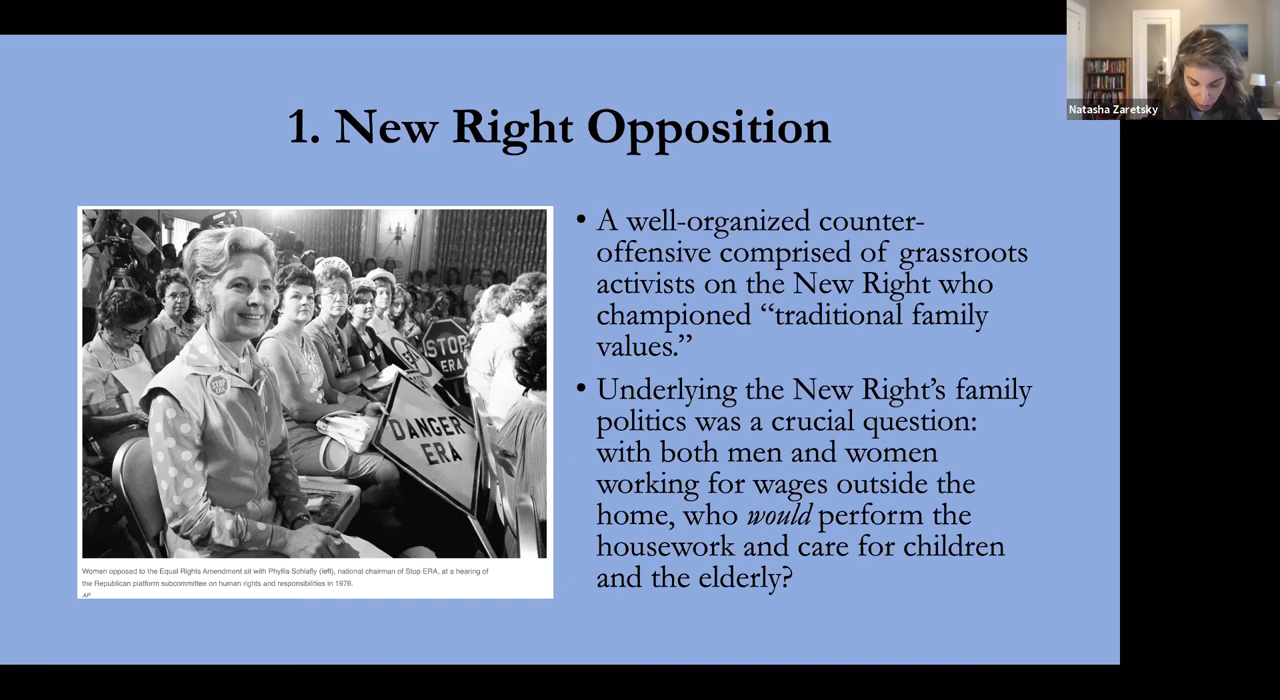 Natasha Zaretsky
1. New Right Opposition
STOP ERA
STOP
ERA
DANGER
ERA
Women opposed to the Equal Rights Amendment sit with Phyllis Schlafly (left), national chairman of Stop ERA, at a hearing of
the Republican platform subcommittee on human rights and responsibilities in 1976.
AP
• A well-organized counter-
offensive comprised of grassroots
activists on the New Right who
championed “traditional family
values.”
• Underlying the New Right’s family
politics was a crucial question:
with both men and women
working for wages outside the
home, who would perform the
housework and care for children
and the elderly?